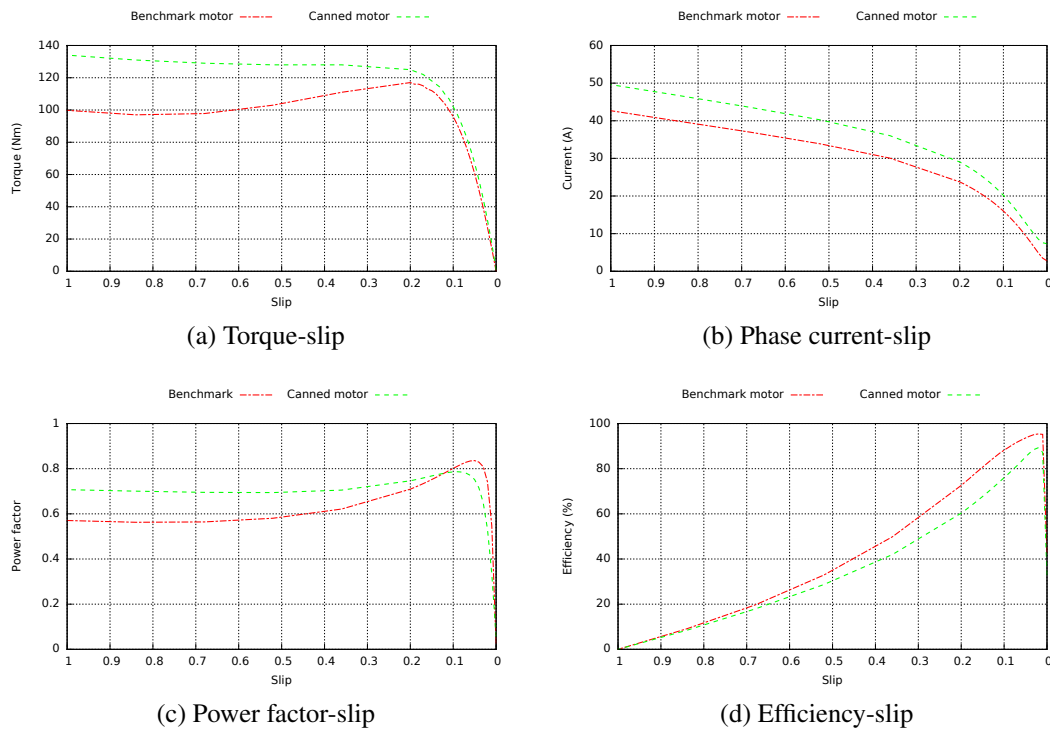 Benchmark motor Canned motor
140
120
100
80
60
40
20
0
Torque (Nm)
1 0.9 0.8 0.7 0.6 0.5 0.4 0.3 0.2 0.1 0
Slip
(a) Torque-slip
Benchmark motor Canned motor
60
50
40
30
20
10
0
Current (A)
1 0.9 0.8 0.7 0.6 0.5 0.4 0.3 0.2 0.1 0
Slip
(b) Phase current-slip
Benchmark Canned motor
1
0.8
0.6
0.4
0.2
0
Power factor
1 0.9 0.8 0.7 0.6 0.5 0.4 0.3 0.2 0.1 0
Slip
(c) Power factor-slip
Benchmark motor Canned motor
100
80
60
40
20
0
Efficiency (%)
1 0.9 0.8 0.7 0.6 0.5 0.4 0.3 0.2 0.1 0
Slip
(d) Efficiency-slip